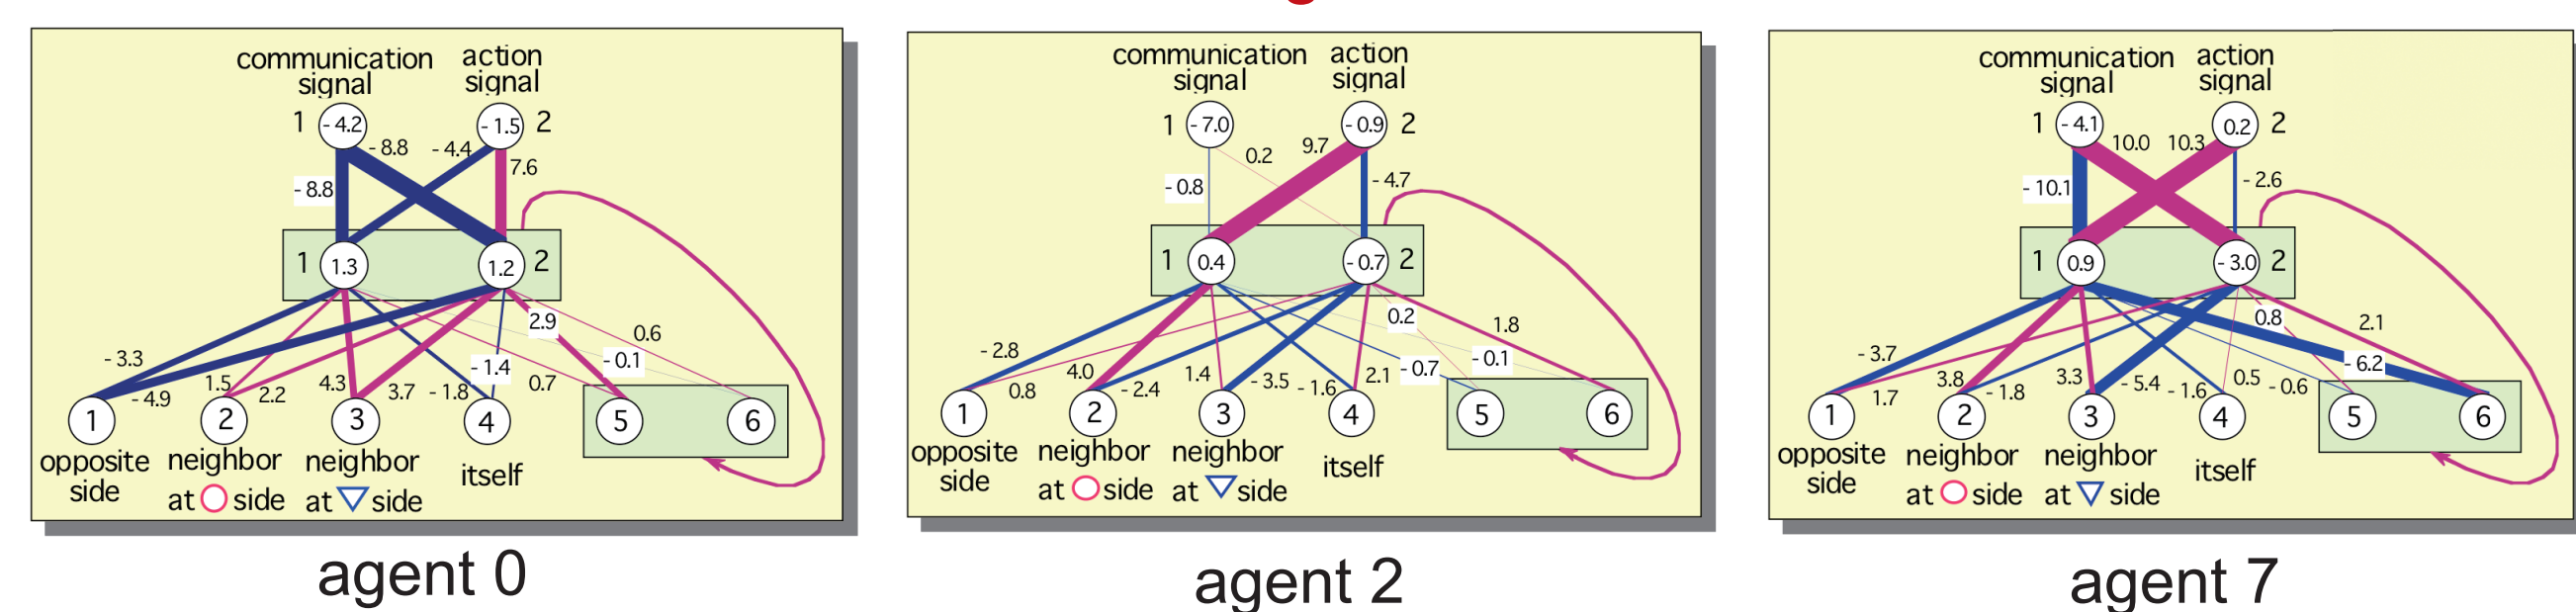 communication action
signal signal
1 - 4.2 - 1.5 2
- 8.8 - 4.4
7.6
- 8.8
1 1.3 1.2 2
2.9 0.6
- 3.3 - 1.4 - 0.1
- 4.9 1.5 2.2 4.3 3.7 - 1.8 0.7
1 2 3 4 5 6
opposite neighbor neighbor itself
side at side at side
agent 0
communication action
signal signal
1 - 7.0 - 0.9 2
0.2 9.7
- 0.8 - 4.7
1 0.4 - 0.7 2
0.2 1.8
- 2.8 - 0.7 - 0.1
0.8 4.0 - 2.4 1.4 - 3.5 - 1.6 2.1
1 2 3 4 5 6
opposite neighbor neighbor itself
side at side at side
agent 2
communication action
signal signal
1 - 4.1 0.2 2
10.0 10.3
- 10.1 - 2.6
1 0.9 - 3.0 2
0.8 2.1
- 3.7 - 6.2
1.7 3.8 - 1.8 3.3 - 5.4 - 1.6 0.5 - 0.6
1 2 3 4 5 6
opposite neighbor neighbor itself
side at side at side
agent 7